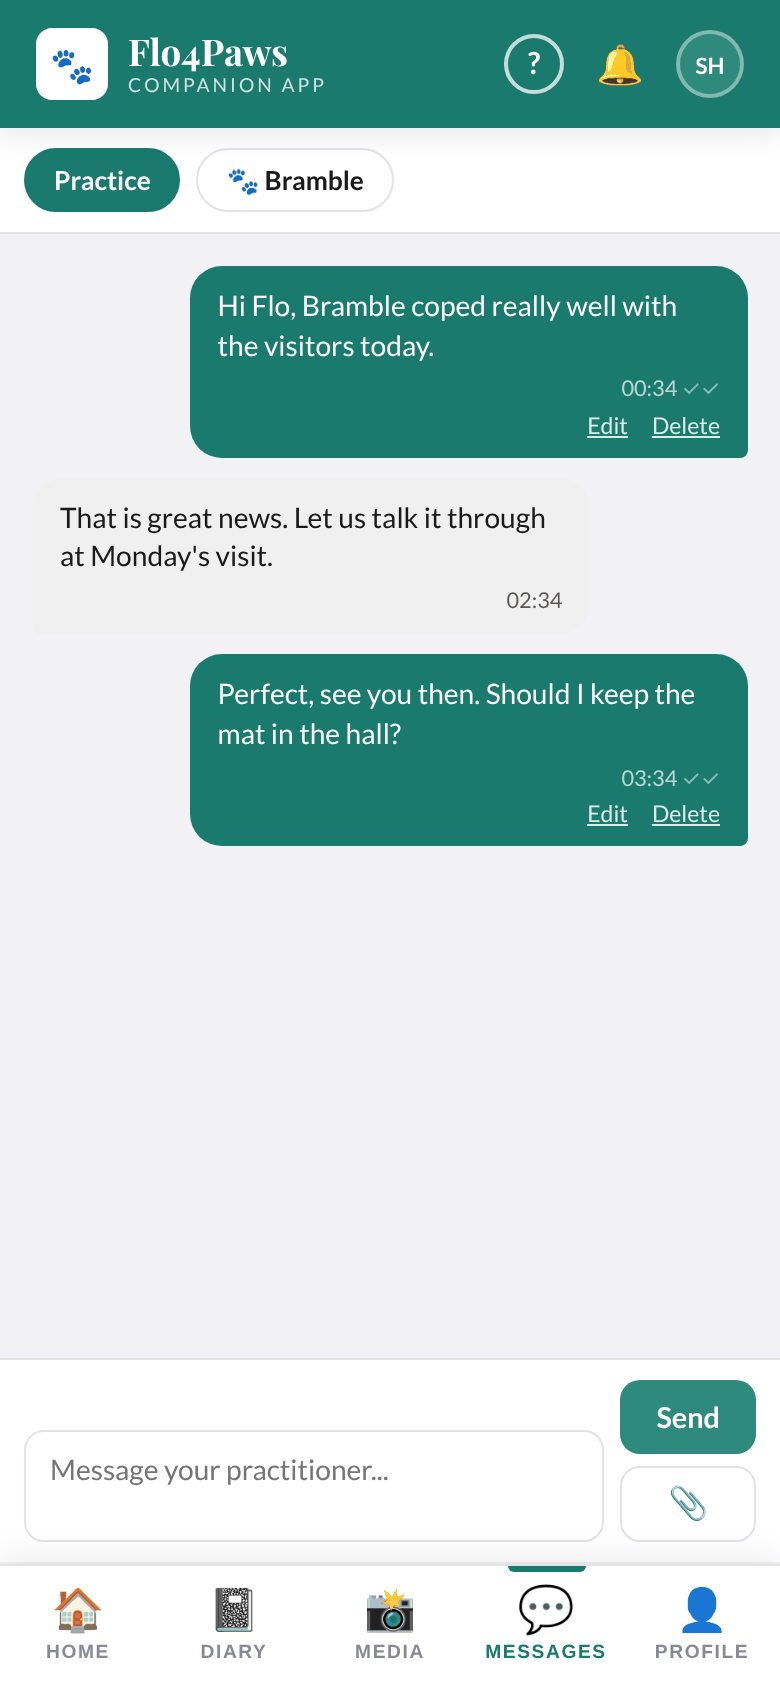 Flo4Paws
COMPANION APP
?
SH
Practice
Bramble
Hi Flo, Bramble coped really well with
the visitors today.
00:34
Edit Delete
That is great news. Let us talk it through
at Monday's visit.
02:34
Perfect, see you then. Should I keep the
mat in the hall?
03:34
Edit Delete
Send
Message your practitioner...
HOME DIARY MEDIA MESSAGES PROFILE